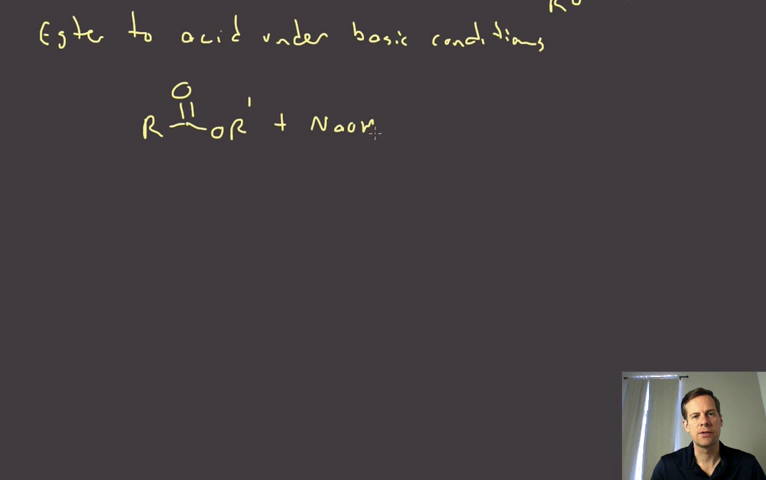 Ester to acid under basic conditions
O
R OR' + NaOH